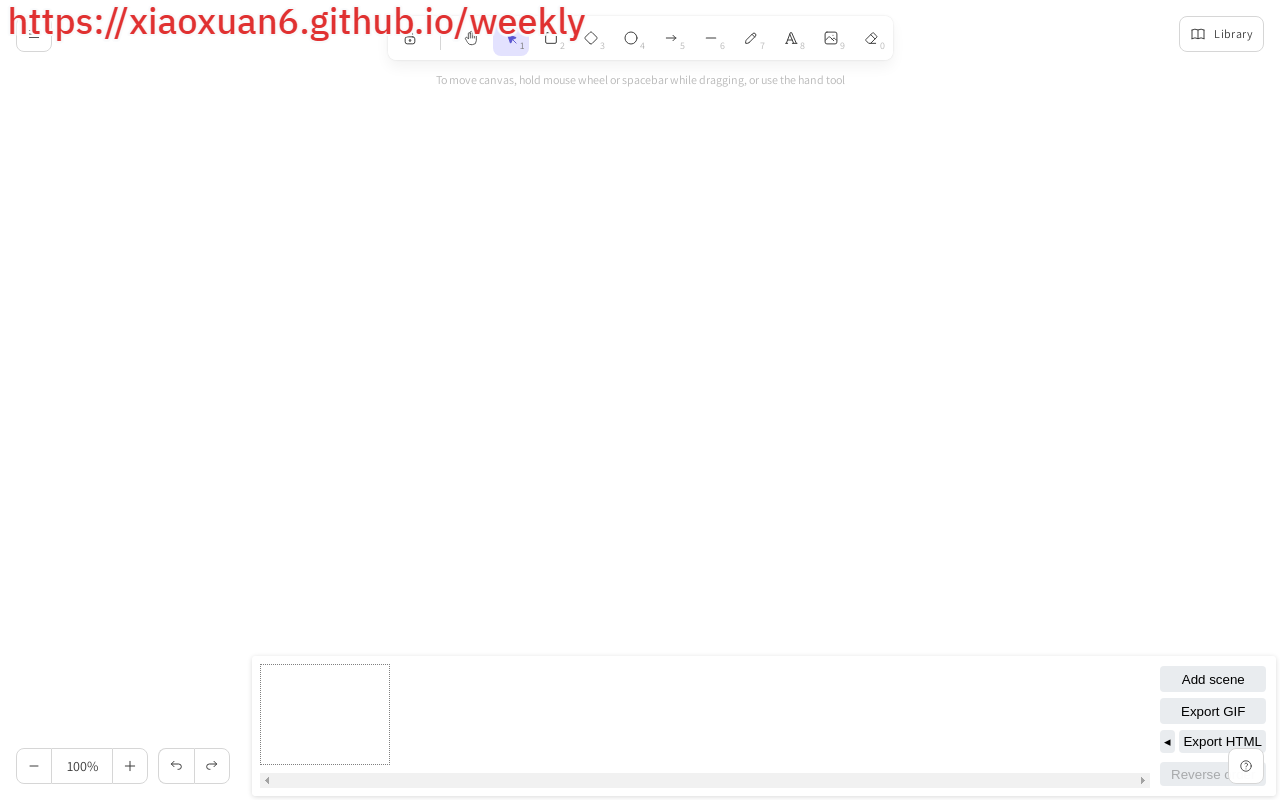 https://xiaoxuan6.github.io/weekly
1
2
3
4
5
6
7
8
9
0
Library
To move canvas, hold mouse wheel or spacebar while dragging, or use the hand tool
Add scene
Export GIF
◂ Export HTML
Reverse
100%